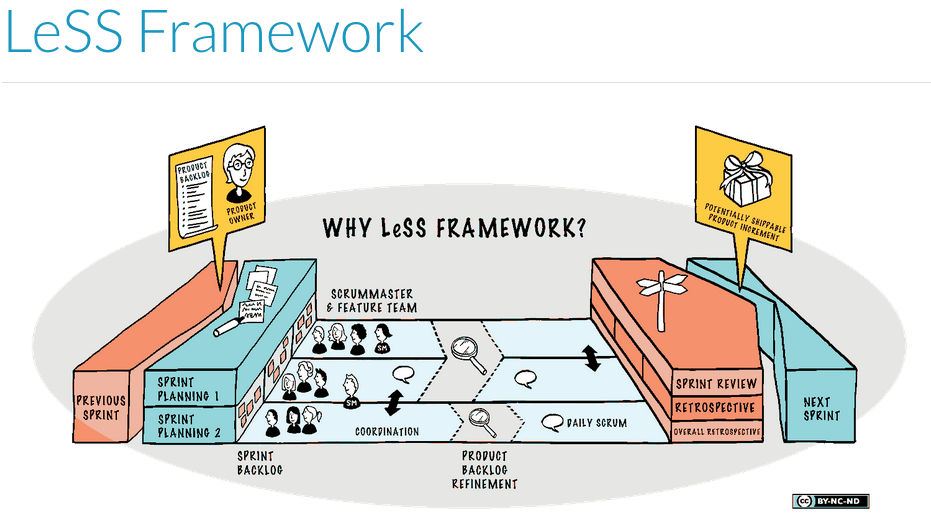 LeSS Framework
PRODUCT
BACKLOG
PRODUCT
OWNER
POTENTIALLY SHIPPABLE
PRODUCT INCREMENT
WHY LeSS FRAMEWORK?
SCRUMMASTER
& FEATURE TEAM
SM
SM
PREVIOUS
SPRINT
SPRINT
PLANNING 1
SPRINT
PLANNING 2
COORDINATION
DAILY SCRUM
SPRINT REVIEW
RETROSPECTIVE
OVERALL RETROSPECTIVE
NEXT
SPRINT
SPRINT
BACKLOG
PRODUCT
BACKLOG
REFINEMENT
cc BY-NC-ND